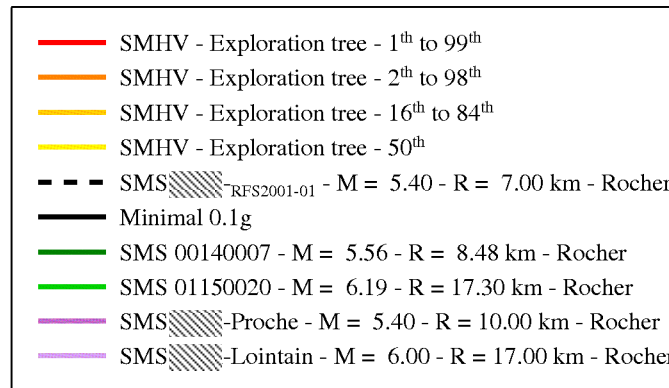 SMHV - Exploration tree - 1th to 99th
SMHV - Exploration tree - 2th to 98th
SMHV - Exploration tree - 16th to 84th
SMHV - Exploration tree - 50th
SMS -RFS2001-01 - M = 5.40 - R = 7.00 km - Rocher
Minimal 0.1g
SMS 00140007 - M = 5.56 - R = 8.48 km - Rocher
SMS 01150020 - M = 6.19 - R = 17.30 km - Rocher
SMS -Proche - M = 5.40 - R = 10.00 km - Rocher
SMS -Lointain - M = 6.00 - R = 17.00 km - Rocher